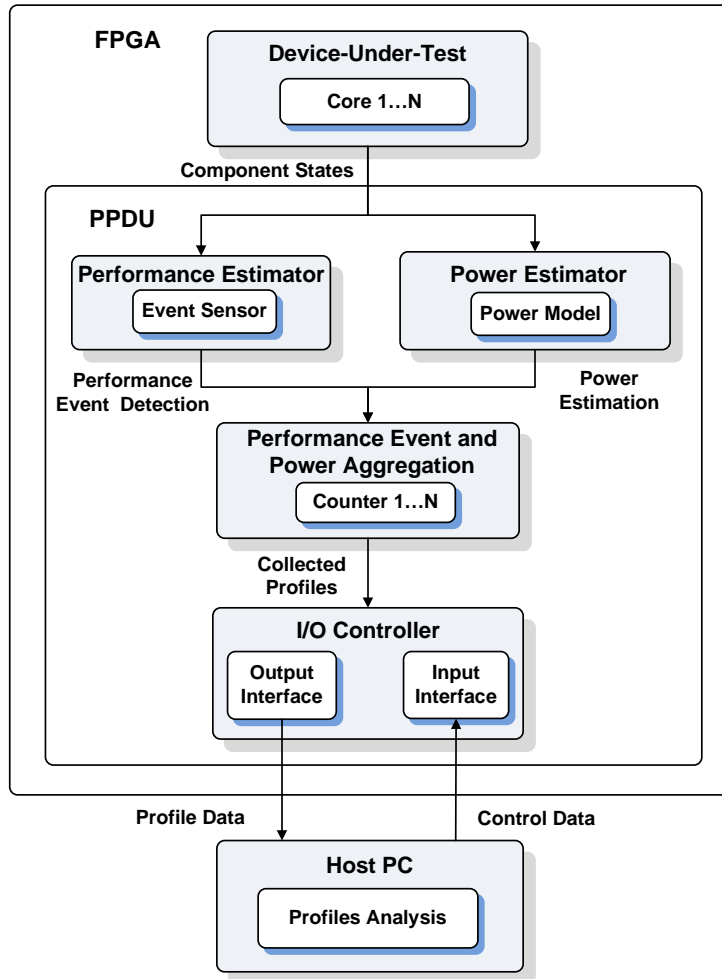 FPGA
Device-Under-Test
Core 1...N
Component States
PPDU
Performance Estimator
Event Sensor
Power Estimator
Power Model
Performance
Event Detection
Power
Estimation
Performance Event and
Power Aggregation
Counter 1...N
Collected
Profiles
I/O Controller
Output
Interface
Input
Interface
Profile Data
Control Data
Host PC
Profiles Analysis